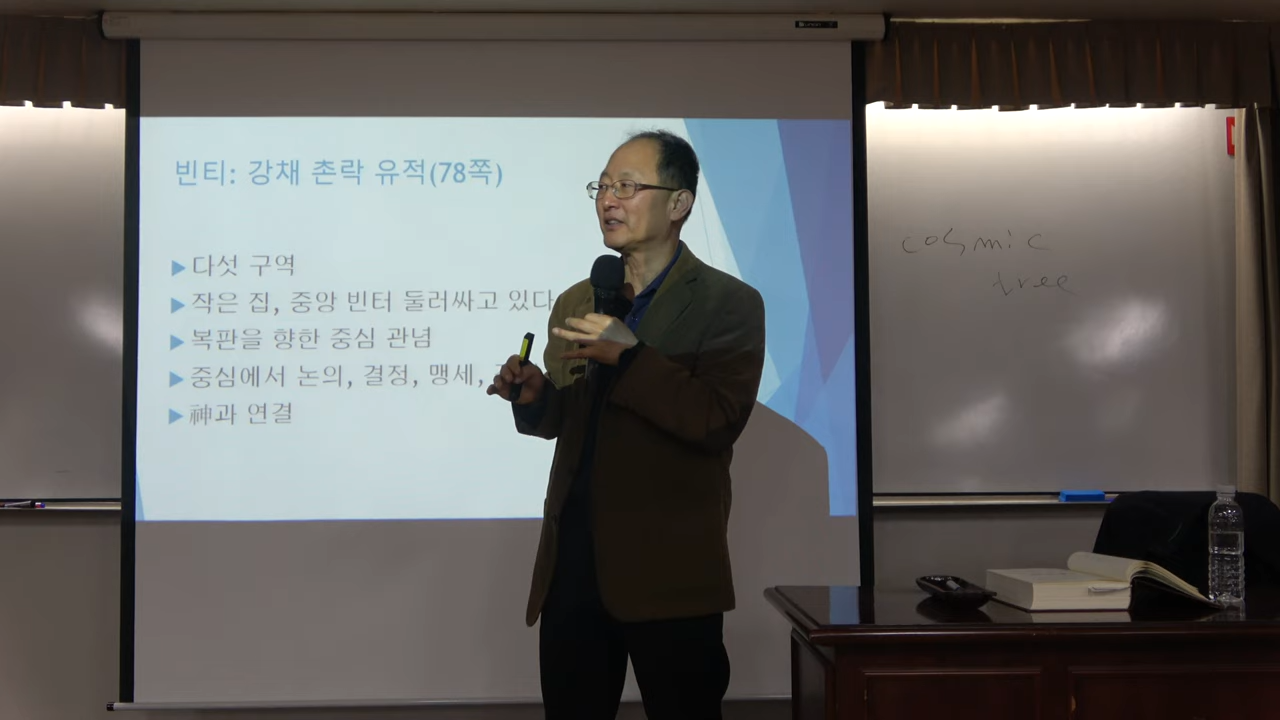 빈티: 강채 촌락 유적(78쪽)
▶다섯 구역
▶작은 집, 중앙 빈터 둘러싸고 있다
▶복판을 향한 중심 관념
▶중심에서 논의, 결정, 맹세,
▶神과 연결
cosmic
tree